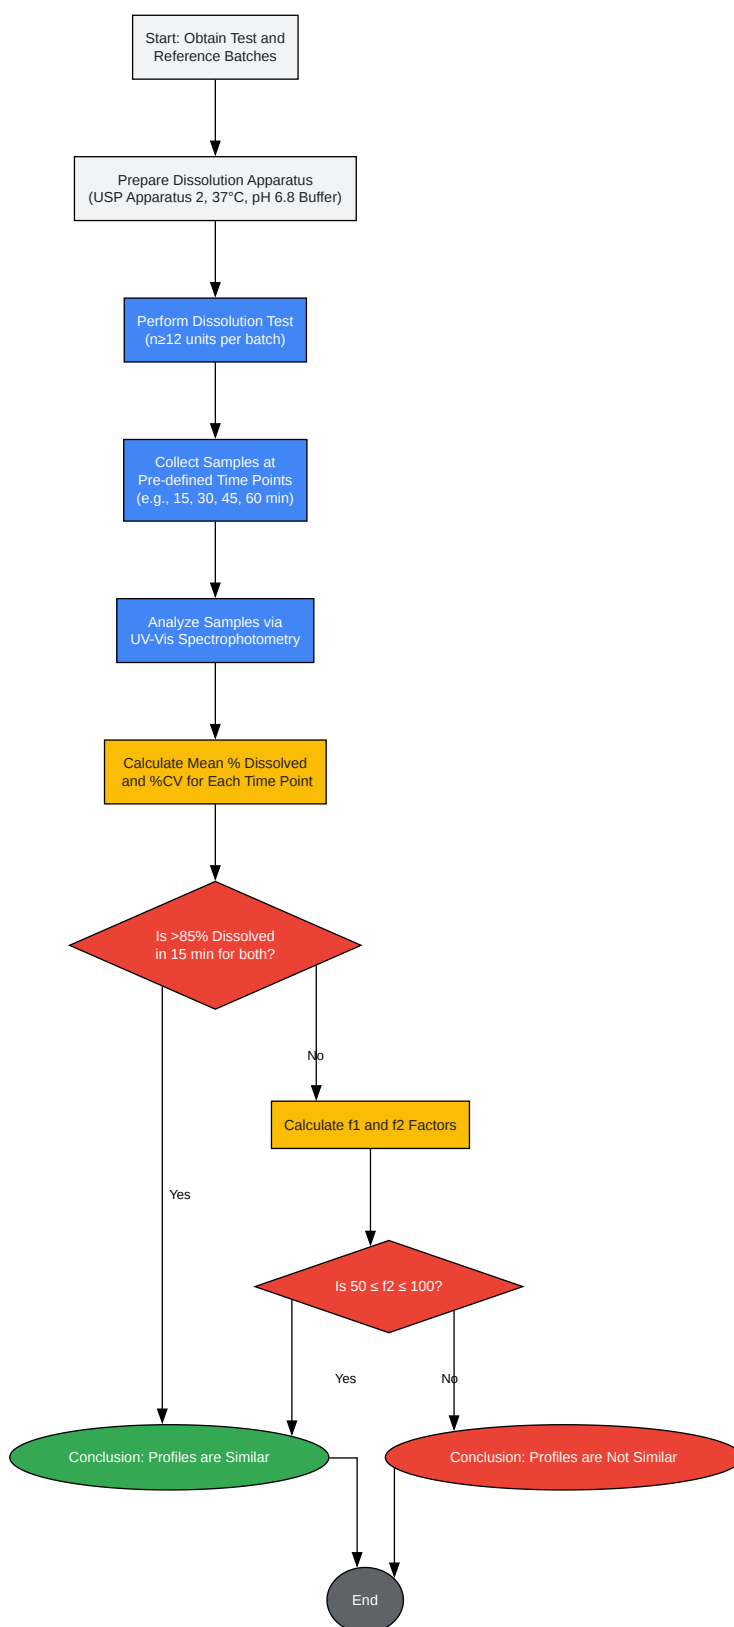 Start: Obtain Test and
Reference Batches
Prepare Dissolution Apparatus
(USP Apparatus 2, 37°C, pH 6.8 Buffer)
Perform Dissolution Test
(n≥12 units per batch)
Collect Samples at
Pre-defined Time Points
(e.g., 15, 30, 45, 60 min)
Analyze Samples via
UV-Vis Spectrophotometry
Calculate Mean % Dissolved
and %CV for Each Time Point
Is >85% Dissolved
in 15 min for both?
No
Calculate f1 and f2 Factors
Yes
Is 50 ≤ f2 ≤ 100?
Yes
No
Conclusion: Profiles are Similar
Conclusion: Profiles are Not Similar
End